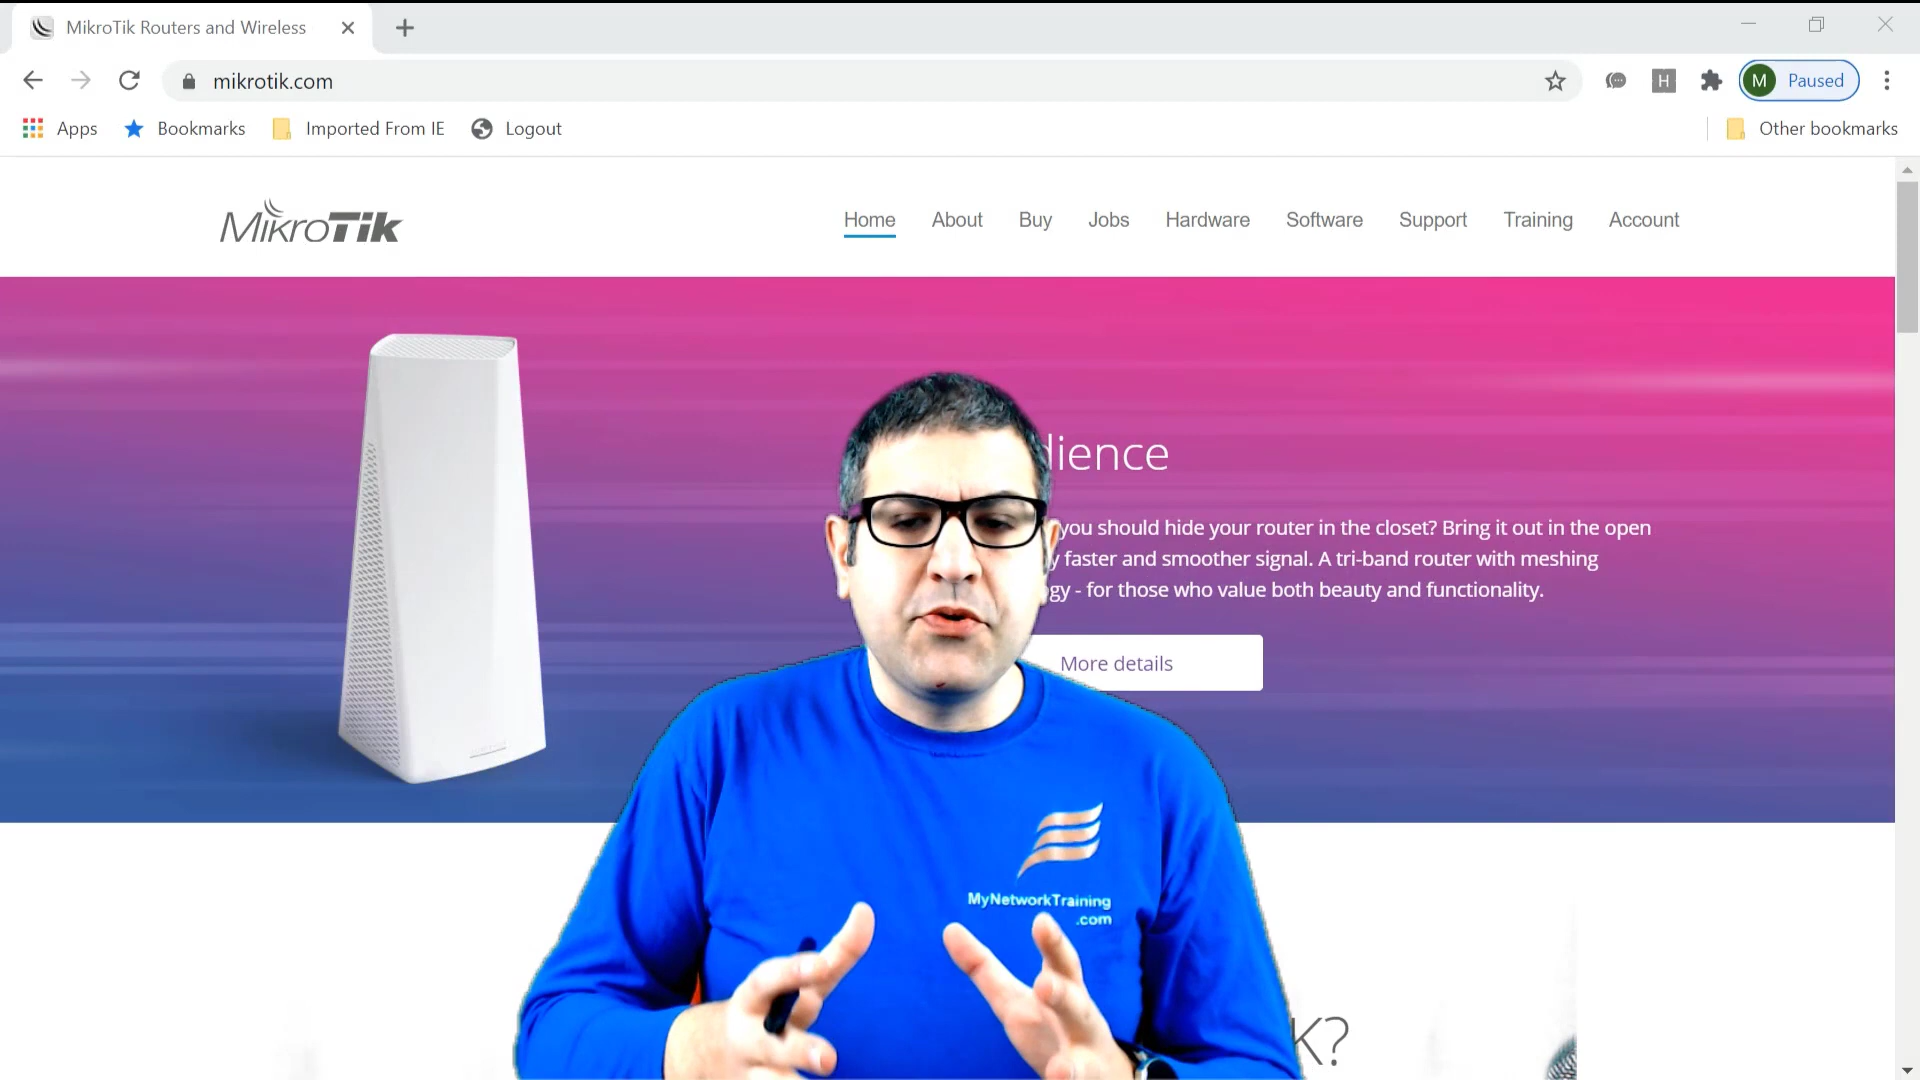 MikroTik Routers and Wireless
mikrotik.com
H
M
Paused
Apps
Bookmarks
Imported From IE
Logout
Other bookmarks
MikroTik
Home
About
Buy
Jobs
Hardware
Software
Support
Training
Account
dience
you should hide your router in the closet? Bring it out in the open
y faster and smoother signal. A tri-band router with meshing
gy - for those who value both beauty and functionality.
More details
MyNetworkTraining
.com
K?